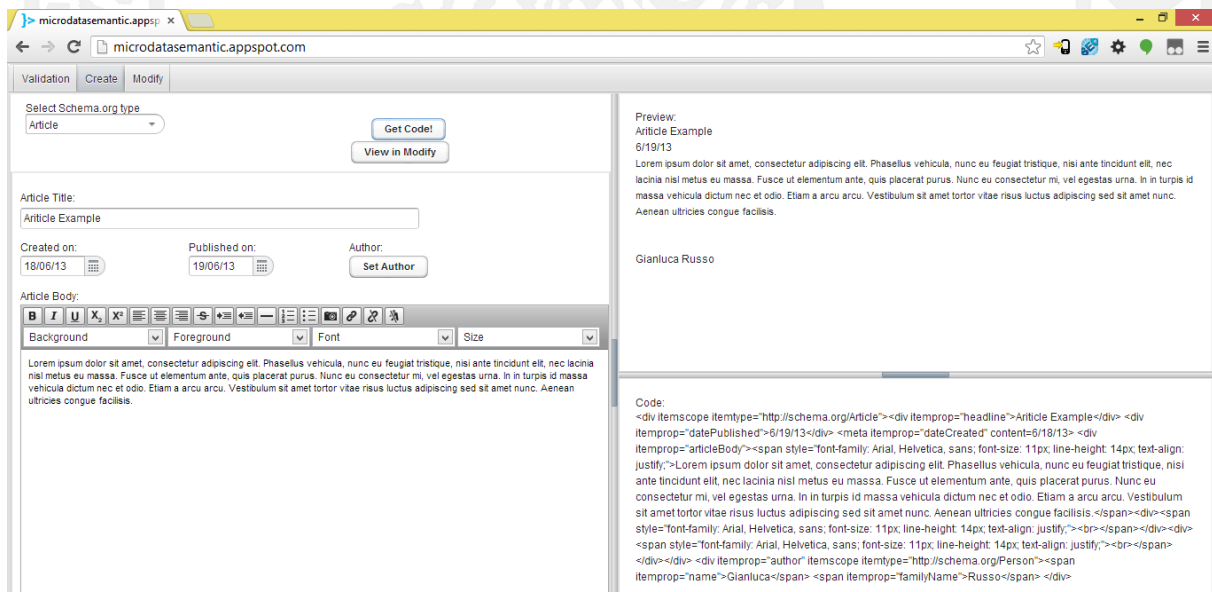 }> microdatasemantic.appsp ×
microdatasemantic.appspot.com
Validation Create Modify
Select Schema.org type
Article
Get Code!
View in Modify
Article Title:
Ariticle Example
Created on: Published on: Author:
18/06/13 19/06/13 Set Author
Article Body:
B I U X₂ X² S
Background Foreground Font Size
Lorem ipsum dolor sit amet, consectetur adipiscing elit. Phasellus vehicula, nunc eu feugiat tristique, nisi ante tincidunt elit, nec lacinia
nisl metus eu massa. Fusce ut elementum ante, quis placerat purus. Nunc eu consectetur mi, vel egestas urna. In in turpis id massa
vehicula dictum nec et odio. Etiam a arcu arcu. Vestibulum sit amet tortor vitae risus luctus adipiscing sed sit amet nunc. Aenean
ultricies congue facilisis.
Preview:
Ariticle Example
6/19/13
Lorem ipsum dolor sit amet, consectetur adipiscing elit. Phasellus vehicula, nunc eu feugiat tristique, nisi ante tincidunt elit, nec
lacinia nisl metus eu massa. Fusce ut elementum ante, quis placerat purus. Nunc eu consectetur mi, vel egestas urna. In in turpis id
massa vehicula dictum nec et odio. Etiam a arcu arcu. Vestibulum sit amet tortor vitae risus luctus adipiscing sed sit amet nunc.
Aenean ultricies congue facilisis.
Gianluca Russo
Code:
<div itemscope itemtype="http://schema.org/Article"><div itemprop="headline">Ariticle Example</div> <div
itemprop="datePublished">6/19/13</div> <meta itemprop="dateCreated" content=6/18/13> <div
itemprop="articleBody"><span style="font-family: Arial, Helvetica, sans; font-size: 11px; line-height: 14px; text-align:
justify;">Lorem ipsum dolor sit amet, consectetur adipiscing elit. Phasellus vehicula, nunc eu feugiat tristique, nisi
ante tincidunt elit, nec lacinia nisl metus eu massa. Fusce ut elementum ante, quis placerat purus. Nunc eu
consectetur mi, vel egestas urna. In in turpis id massa vehicula dictum nec et odio. Etiam a arcu arcu. Vestibulum
sit amet tortor vitae risus luctus adipiscing sed sit amet nunc. Aenean ultricies congue facilisis.</span><div><span
style="font-family: Arial, Helvetica, sans; font-size: 11px; line-height: 14px; text-align: justify;"><br></span></div><div>
<span style="font-family: Arial, Helvetica, sans; font-size: 11px; line-height: 14px; text-align: justify;"><br></span>
</div></div> <div itemprop="author" itemscope itemtype="http://schema.org/Person"><span
itemprop="name">Gianluca</span> <span itemprop="familyName">Russo</span> </div>